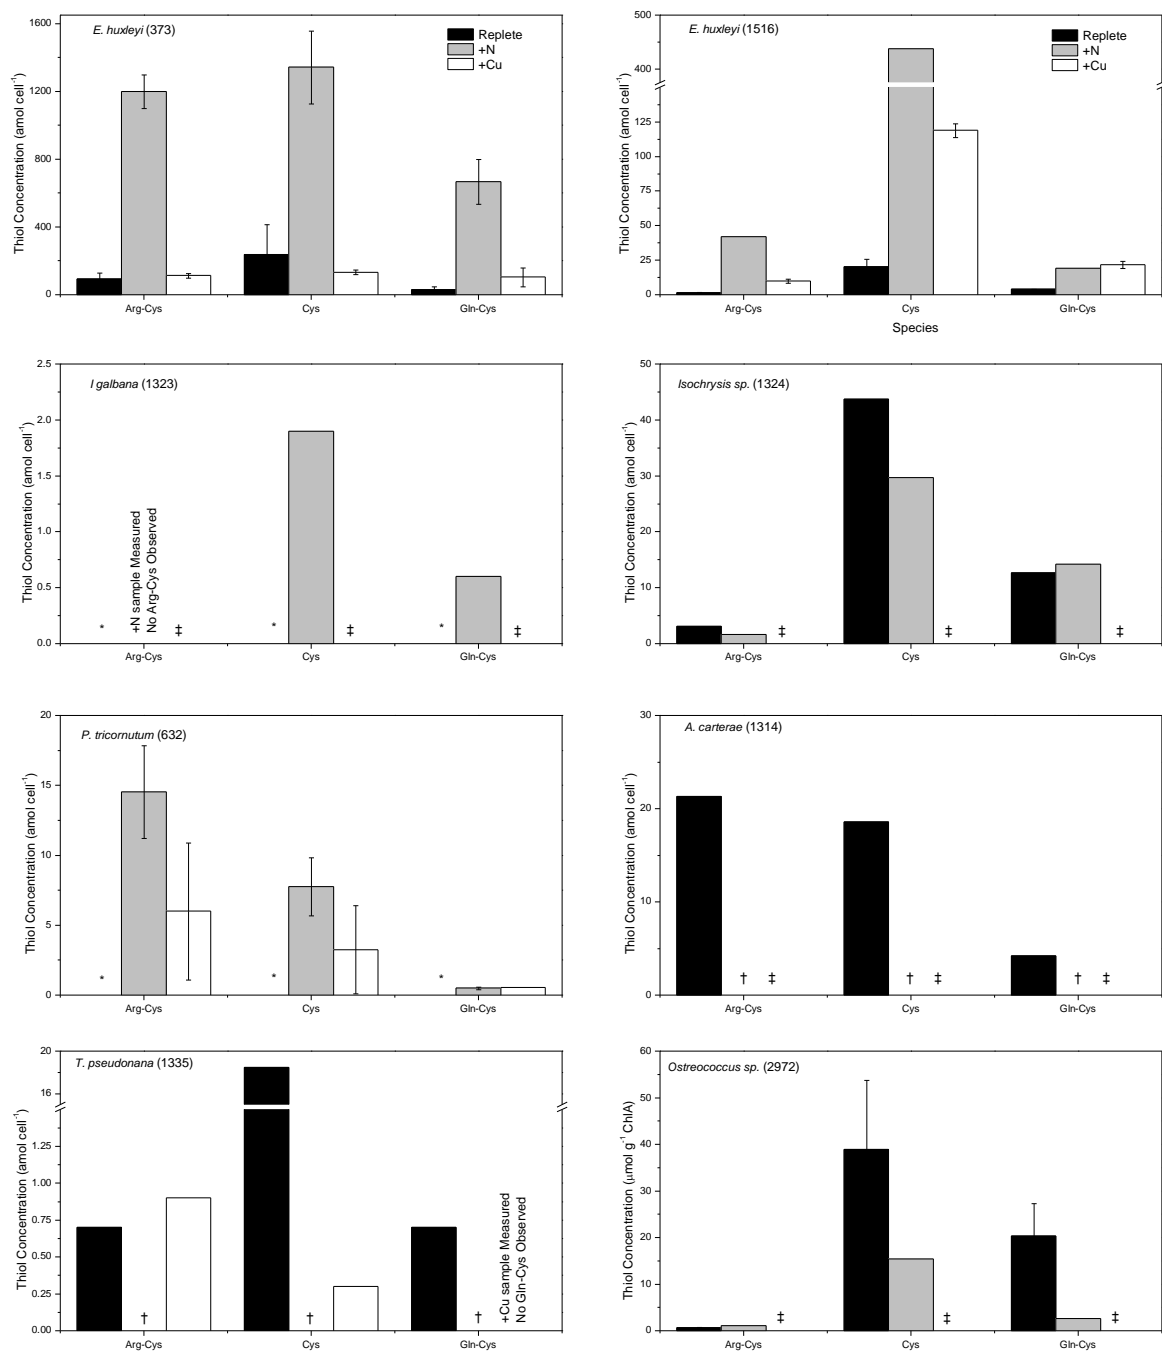 E. huxleyi (373)
Replete
+N
+Cu
Thiol Concentration (amol cell⁻¹)
1600
1200
800
400
0
Arg-Cys Cys Gln-Cys
E. huxleyi (1516)
Replete
+N
+Cu
Thiol Concentration (amol cell⁻¹)
500
400
125
100
75
50
25
0
Arg-Cys Cys Gln-Cys
Species
I galbana (1323)
Thiol Concentration (amol cell⁻¹)
2.5
2.0
1.5
1.0
0.5
0.0
* +N sample Measured
No Arg-Cys Observed ‡ * ‡ * ‡
Arg-Cys Cys Gln-Cys
Isochrysis sp. (1324)
Thiol Concentration (amol cell⁻¹)
50
40
30
20
10
0
‡ ‡ ‡
Arg-Cys Cys Gln-Cys
P. tricornutum (632)
Thiol Concentration (amol cell⁻¹)
20
15
10
5
0
* * *
Arg-Cys Cys Gln-Cys
A. carterae (1314)
Thiol Concentration (amol cell⁻¹)
30
20
10
0
† ‡ † ‡ † ‡
Arg-Cys Cys Gln-Cys
T. pseudonana (1335)
Thiol Concentration (amol cell⁻¹)
20
18
16
1.25
1.00
0.75
0.50
0.25
0.00
† † † +Cu sample Measured
No Gln-Cys Observed
Arg-Cys Cys Gln-Cys
Ostreococcus sp. (2972)
Thiol Concentration (μmol g⁻¹ ChlA)
60
50
40
30
20
10
0
‡ ‡ ‡
Arg-Cys Cys Gln-Cys